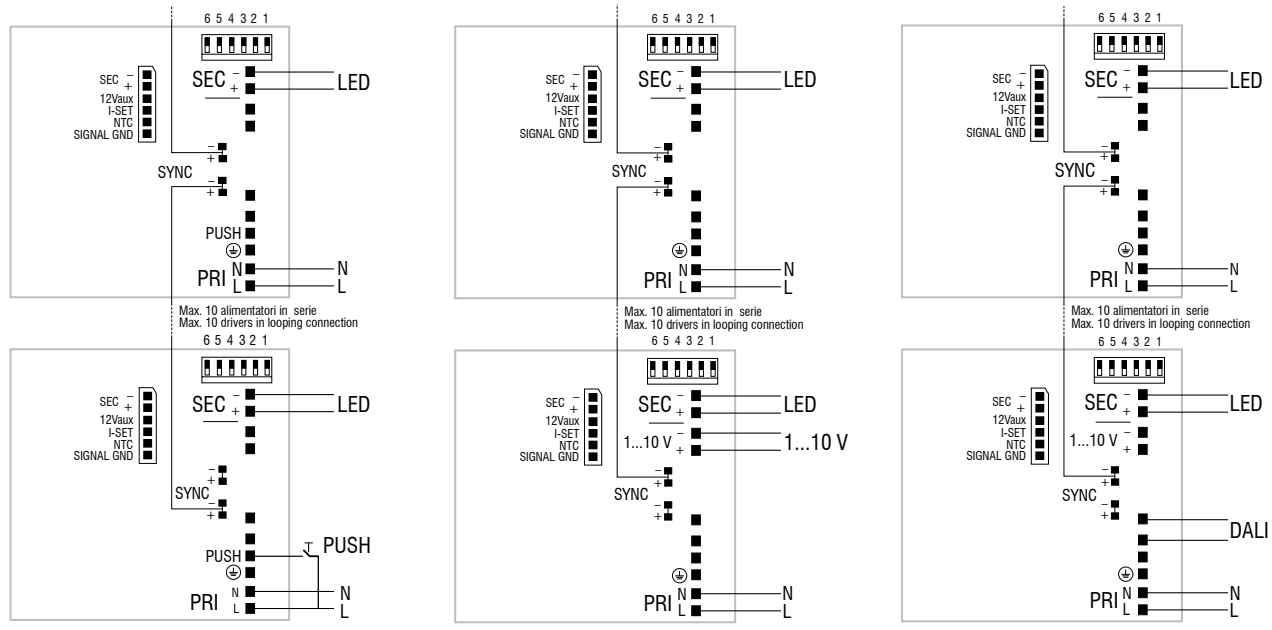 6 5 4 3 2 1
SEC −
+
12Vaux
I-SET
NTC
SIGNAL GND
SEC −
+
LED
−
+
SYNC
−
+
PUSH
PRI N
L
N
L
6 5 4 3 2 1
SEC −
+
12Vaux
I-SET
NTC
SIGNAL GND
SEC −
+
LED
−
+
SYNC
−
+
PRI N
L
N
L
6 5 4 3 2 1
SEC −
+
12Vaux
I-SET
NTC
SIGNAL GND
SEC −
+
LED
−
+
SYNC
−
+
PRI N
L
N
L
Max. 10 alimentatori in serie
Max. 10 drivers in looping connection
Max. 10 alimentatori in serie
Max. 10 drivers in looping connection
Max. 10 alimentatori in serie
Max. 10 drivers in looping connection
6 5 4 3 2 1
SEC −
+
12Vaux
I-SET
NTC
SIGNAL GND
SEC −
+
LED
−
+
SYNC
−
+
PUSH
PUSH
PRI N
L
N
L
6 5 4 3 2 1
SEC −
+
12Vaux
I-SET
NTC
SIGNAL GND
SEC −
+
LED
1...10 V −
+
1...10 V
−
+
SYNC
−
+
PRI N
L
N
L
6 5 4 3 2 1
SEC −
+
12Vaux
I-SET
NTC
SIGNAL GND
SEC −
+
LED
1...10 V −
+
−
+
SYNC
−
+
DALI
PRI N
L
N
L